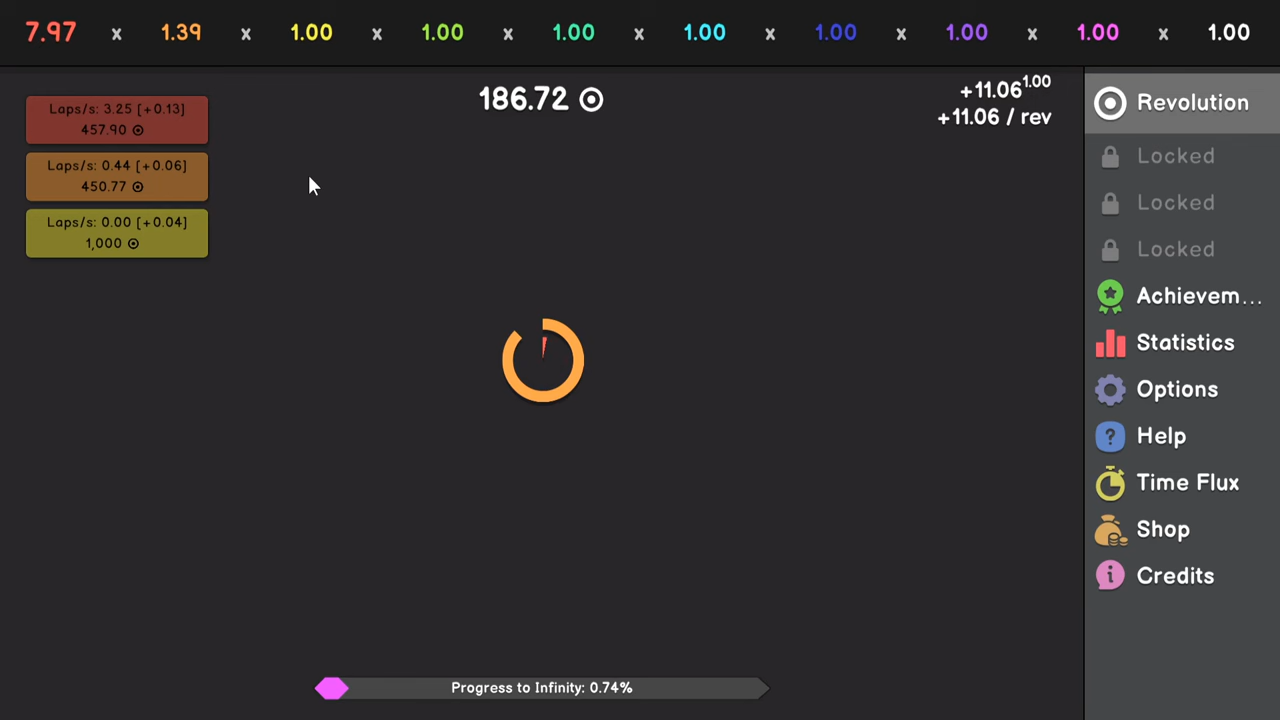 7.97 x 1.39 x 1.00 x 1.00 x 1.00 x 1.00 x 1.00 x 1.00 x 1.00 x 1.00
Laps/s: 3.25 [+0.13]
457.90
Laps/s: 0.44 [+0.06]
450.77
Laps/s: 0.00 [+0.04]
1,000
186.72
+11.06^1.00
+11.06 / rev
Revolution
Locked
Locked
Locked
Achievem...
Statistics
Options
Help
Time Flux
Shop
Credits
Progress to Infinity: 0.74%